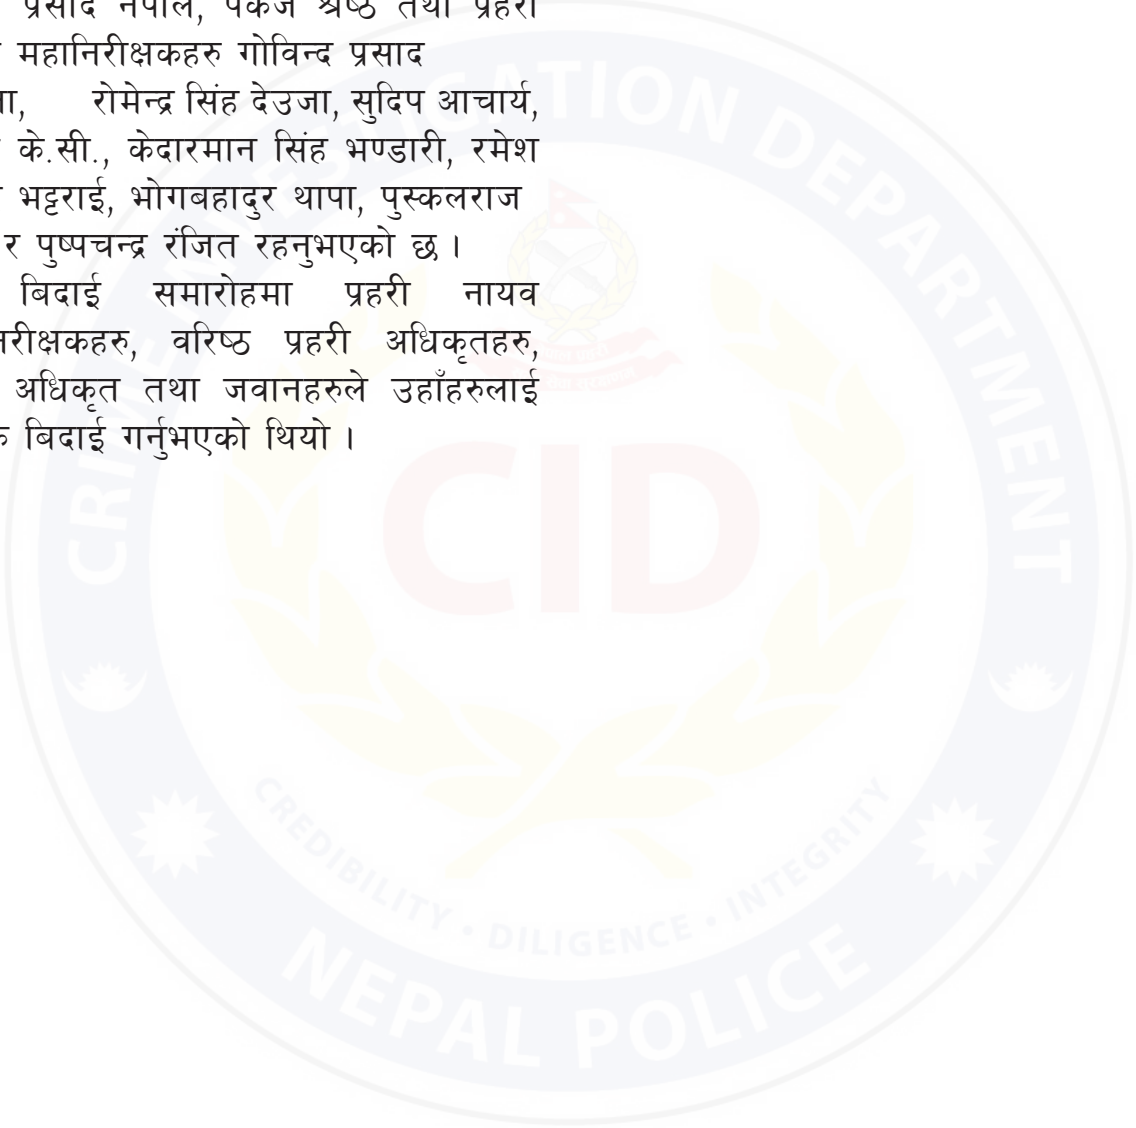 प्रसाद नेपाल, पंकज श्रेष्ठ तथा प्रहरी
महानिरीक्षकहरु गोविन्द प्रसाद
रोमेन्द्र सिंह देउजा, सुदिप आचार्य,
के.सी., केदारमान सिंह भण्डारी, रमेश
भट्टराई, भोगबहादुर थापा, पुस्कलराज
र पुष्पचन्द्र रंजित रहनुभएको छ ।
बिदाई समारोहमा प्रहरी नायव
वरिष्ठ प्रहरी अधिकृतहरु,
अधिकृत तथा जवानहरुले उहाँहरुलाई
बिदाई गर्नुभएको थियो ।
CRIME INVESTIGATION DEPARTMENT
CID
CREDIBILITY • DILIGENCE • INTEGRITY
NEPAL POLICE